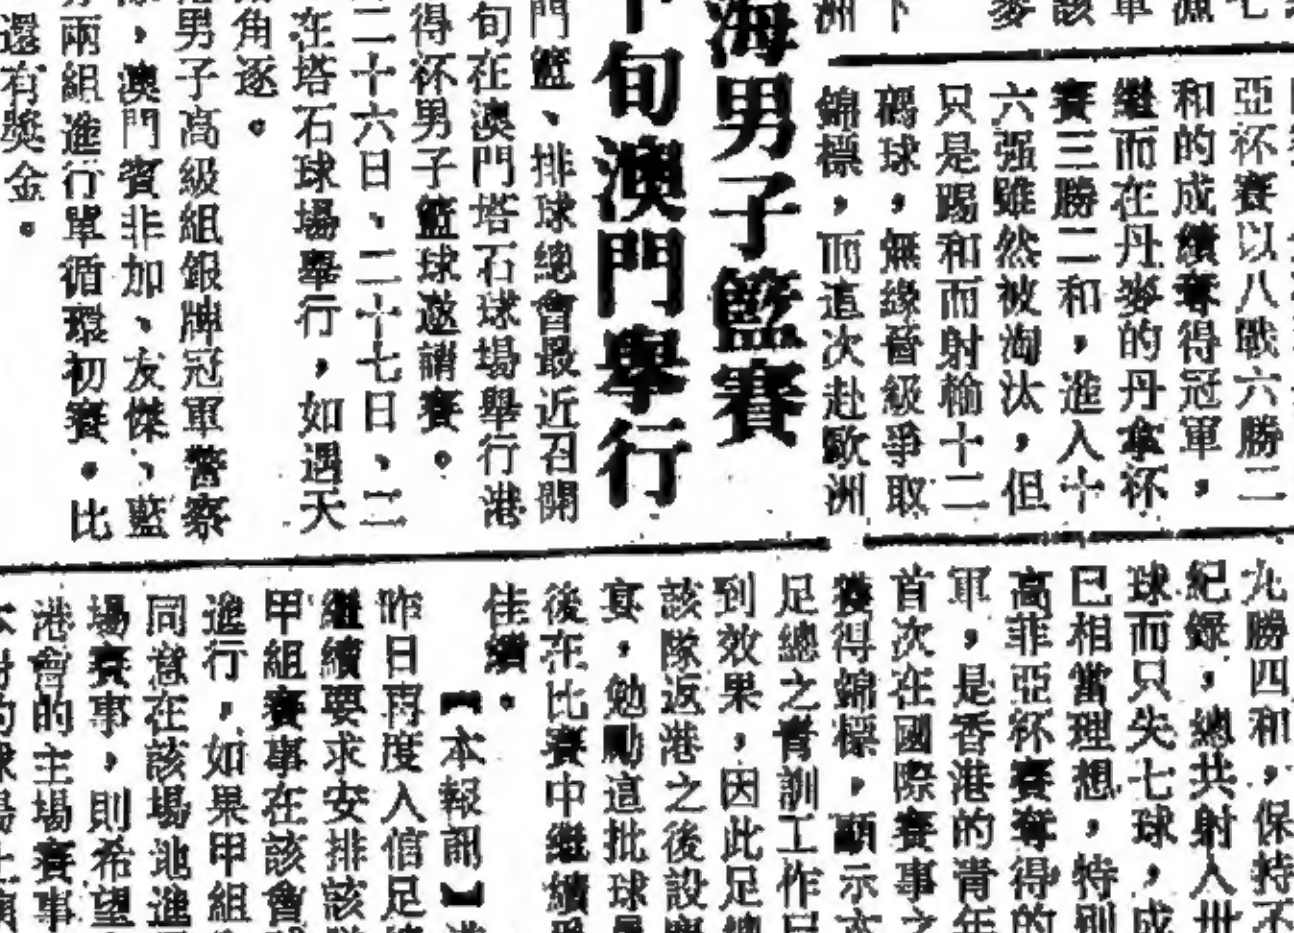 亞杯賽以八戰六勝二
和的成績奪得冠軍，
繼而在丹麥的丹拿杯
賽三勝二和，進入十
六强雖然被淘汰，但
只是踢和而射輸十二
碼球，無緣晉級爭取
錦標，而這次赴歐洲
九勝四和，保持不
紀錄，總共射入卅
球而只失七球，成
已相當理想，特別
高菲亞杯賽奪得的
軍，是香港的青年
首次在國際賽事之
獲得錦標，顯示
足總之青訓工作已
到效果，因此足總
該隊返港之後設
宴，勉勵這批球員
後在比賽中繼續
佳績。
海男子籃賽
下旬澳門舉行
門籃、排球總會最近召開
旬在澳門塔石球場舉行港
得杯男子籃球邀請賽。
二十六日、二十七日、二
在塔石球場舉行，如遇天
角逐。
男子高級組銀牌冠軍警察
，澳門賓非加、友傑、藍
兩組進行單循環初賽。比
還有獎金。
【本報訊】
昨日再度入信足總
繼續要求安排該
甲組賽事在該會
進行，如果甲組
同意在該場地進
場賽事，則希望
港會的主場賽事